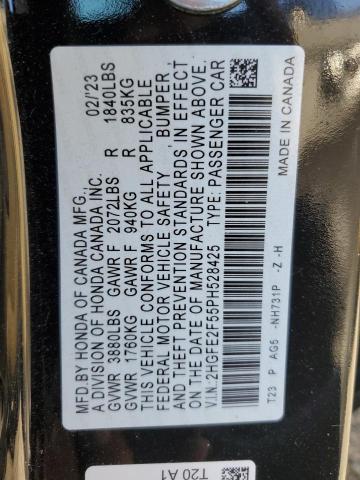 MFD.BY HONDA OF CANADA MFG., 02/'23
A DIVISION OF HONDA CANADA INC.
GVWR 3880LBS GAWR F 2072LBS R 1840LBS
GVWR 1760KG GAWR F 940KG R 835KG
THIS VEHICLE CONFORMS TO ALL APPLICABLE
FEDERAL MOTOR VEHICLE SAFETY, BUMPER,
AND THEFT PREVENTION STANDARDS IN EFFECT
ON THE DATE OF MANUFACTURE SHOWN ABOVE.
V.I.N:2HGFE2F55PH528425 TYPE: PASSENGER CAR
T23 P AG5 -NH731P -Z -H MADE IN CANADA
T20 A1